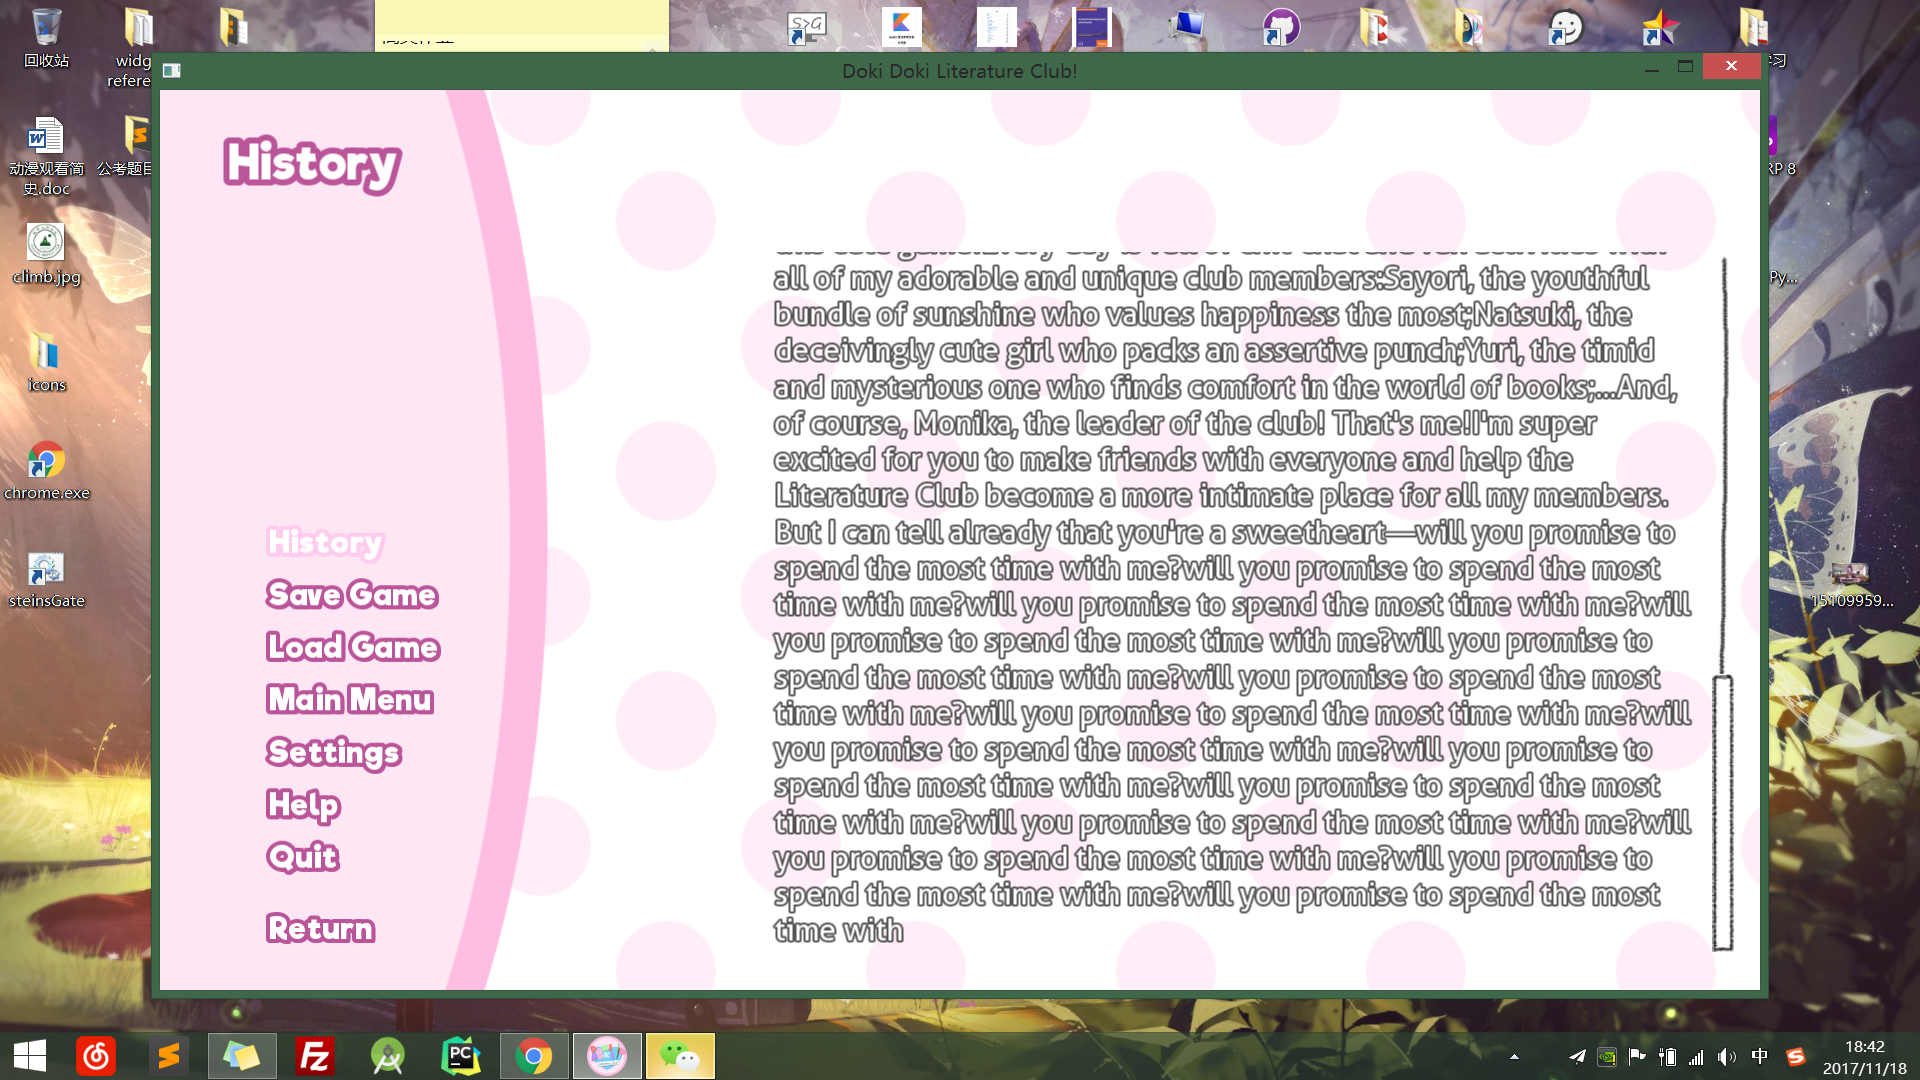 回收站
widg
refere
Doki Doki Literature Club!
学习
动漫观看简
史.doc
公考题目
RP 8
climb.jpg
Py...
icons
chrome.exe
steinsGate
15109959...
S>G
History
all of my adorable and unique club members:Sayori, the youthful
bundle of sunshine who values happiness the most;Natsuki, the
deceivingly cute girl who packs an assertive punch;Yuri, the timid
and mysterious one who finds comfort in the world of books;...And,
of course, Monika, the leader of the club! That's me!I'm super
excited for you to make friends with everyone and help the
Literature Club become a more intimate place for all my members.
But I can tell already that you're a sweetheart—will you promise to
spend the most time with me?will you promise to spend the most
time with me?will you promise to spend the most time with me?will
you promise to spend the most time with me?will you promise to
spend the most time with me?will you promise to spend the most
time with me?will you promise to spend the most time with me?will
you promise to spend the most time with me?will you promise to
spend the most time with me?will you promise to spend the most
time with me?will you promise to spend the most time with me?will
you promise to spend the most time with me?will you promise to
spend the most time with me?will you promise to spend the most
time with
History
Save Game
Load Game
Main Menu
Settings
Help
Quit
Return
Fz
PC
中
18:42
2017/11/18